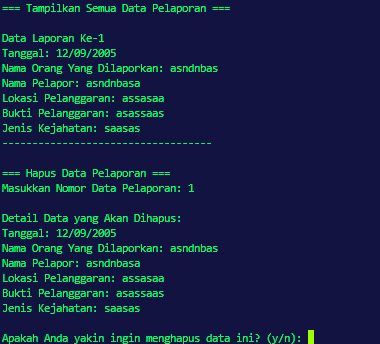 === Tampilkan Semua Data Pelaporan ===
Data Laporan Ke-1
Tanggal: 12/09/2005
Nama Orang Yang Dilaporkan: asndnbas
Nama Pelapor: asndnbasa
Lokasi Pelanggaran: assasaa
Bukti Pelanggaran: asassaas
Jenis Kejahatan: saasas
-----------------------------------
=== Hapus Data Pelaporan ===
Masukkan Nomor Data Pelaporan: 1
Detail Data yang Akan Dihapus:
Tanggal: 12/09/2005
Nama Orang Yang Dilaporkan: asndnbas
Nama Pelapor: asndnbasa
Lokasi Pelanggaran: assasaa
Bukti Pelanggaran: asassaas
Jenis Kejahatan: saasas
Apakah Anda yakin ingin menghapus data ini? (y/n):